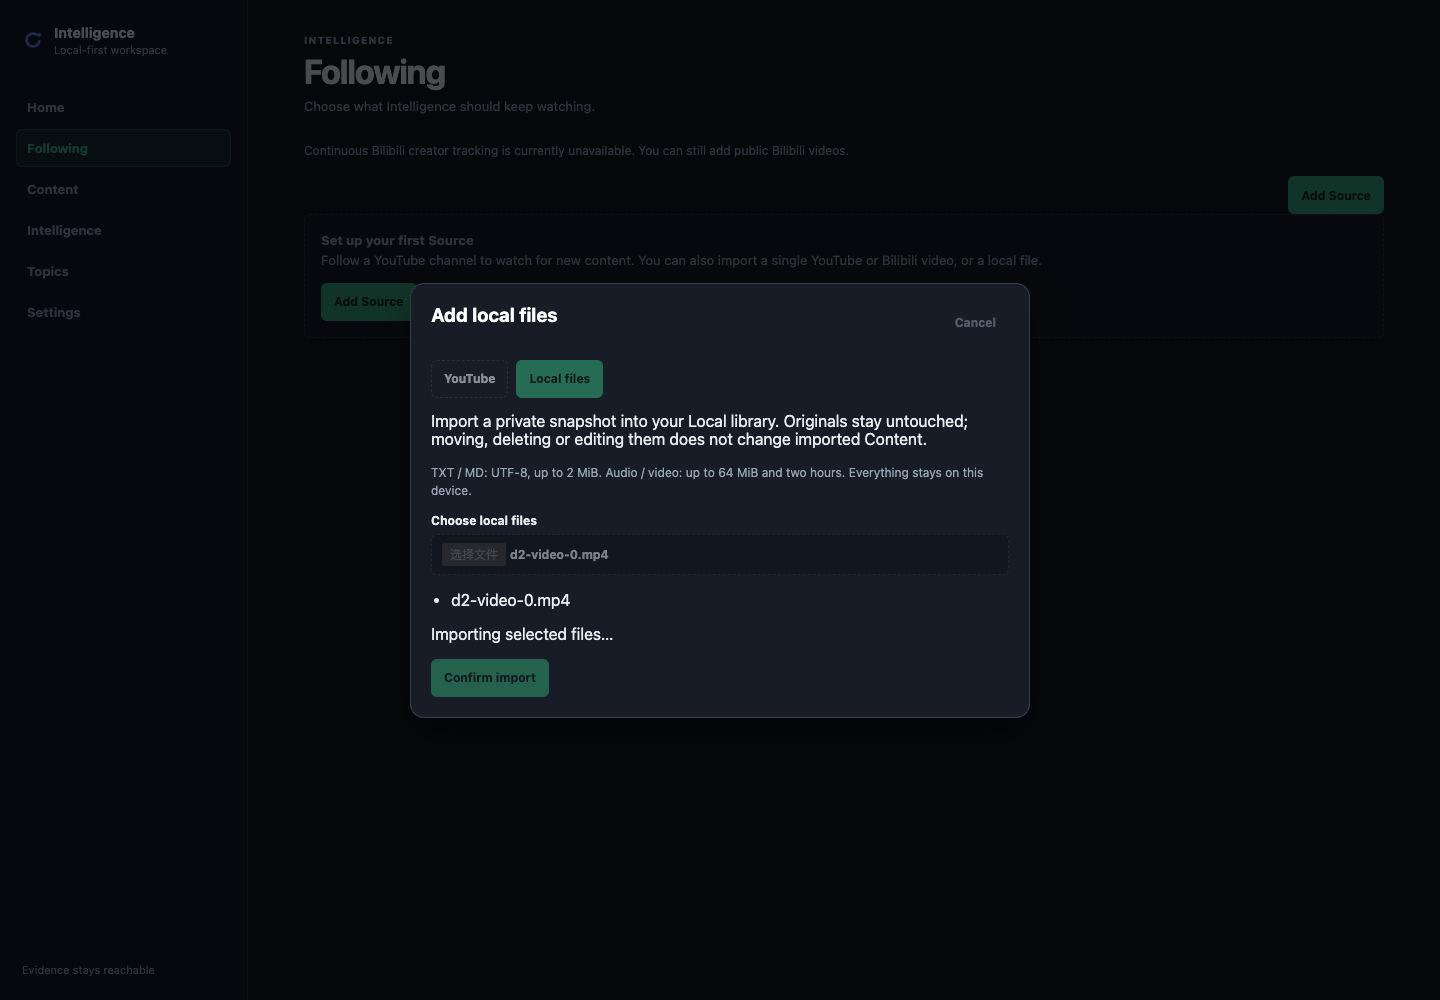 Intelligence
Local-first workspace
Home
Following
Content
Intelligence
Topics
Settings
Evidence stays reachable
INTELLIGENCE
Following
Choose what Intelligence should keep watching.
Continuous Bilibili creator tracking is currently unavailable. You can still add public Bilibili videos.
Add Source
Set up your first Source
Follow a YouTube channel to watch for new content. You can also import a single YouTube or Bilibili video, or a local file.
Add Source
Add local files
Cancel
YouTube
Local files
Import a private snapshot into your Local library. Originals stay untouched;
moving, deleting or editing them does not change imported Content.
TXT / MD: UTF-8, up to 2 MiB. Audio / video: up to 64 MiB and two hours. Everything stays on this
device.
Choose local files
选择文件 d2-video-0.mp4
• d2-video-0.mp4
Importing selected files...
Confirm import